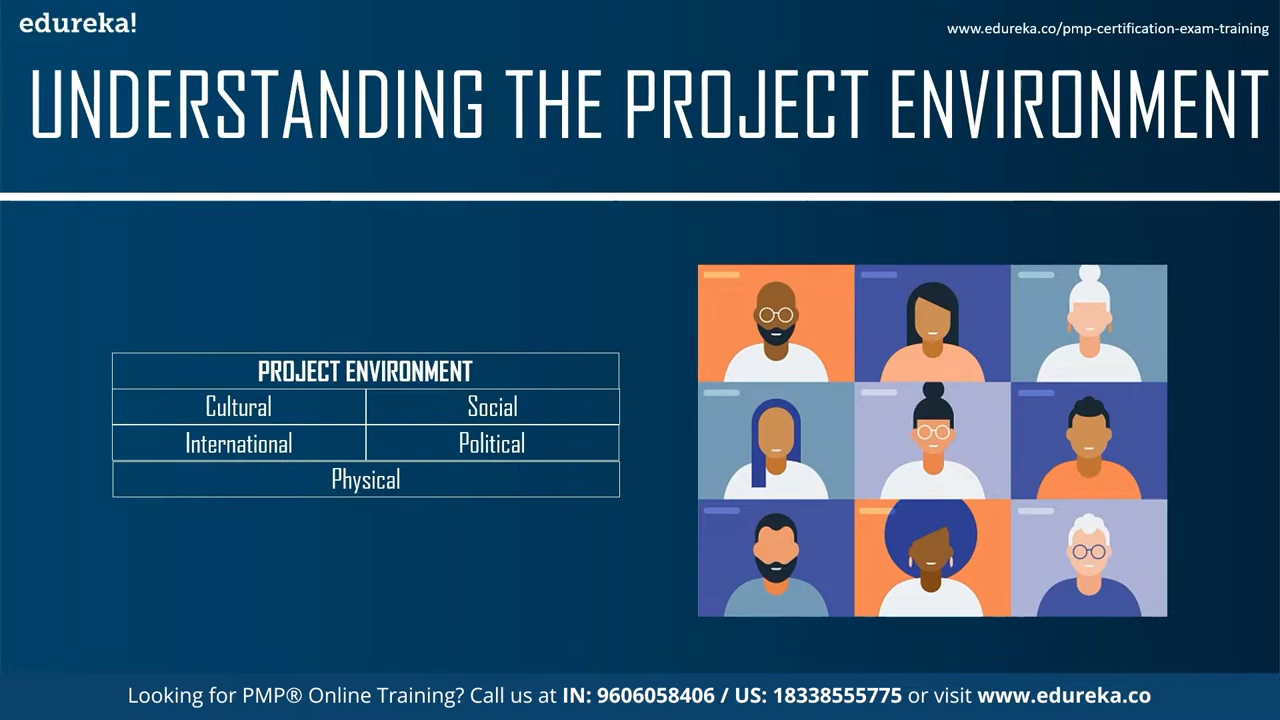 edureka!
www.edureka.co/pmp-certification-exam-training
UNDERSTANDING THE PROJECT ENVIRONMENT
PROJECT ENVIRONMENT
Cultural Social
International Political
Physical
Looking for PMP® Online Training? Call us at IN: 9606058406 / US: 18338555775 or visit www.edureka.co